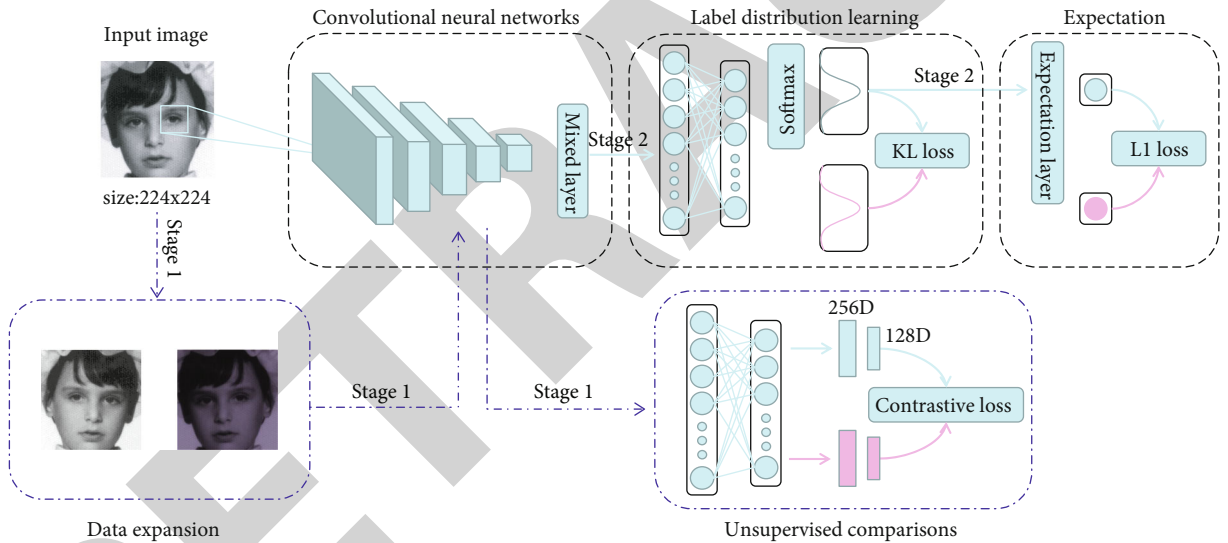 Convolutional neural networks
Label distribution learning
Expectation
Input image
size:224x224
Stage 1
Mixed layer
Stage 2
Softmax
KL loss
Stage 2
Expectation layer
L1 loss
Stage 1
Stage 1
256D
128D
Contrastive loss
Data expansion
Unsupervised comparisons